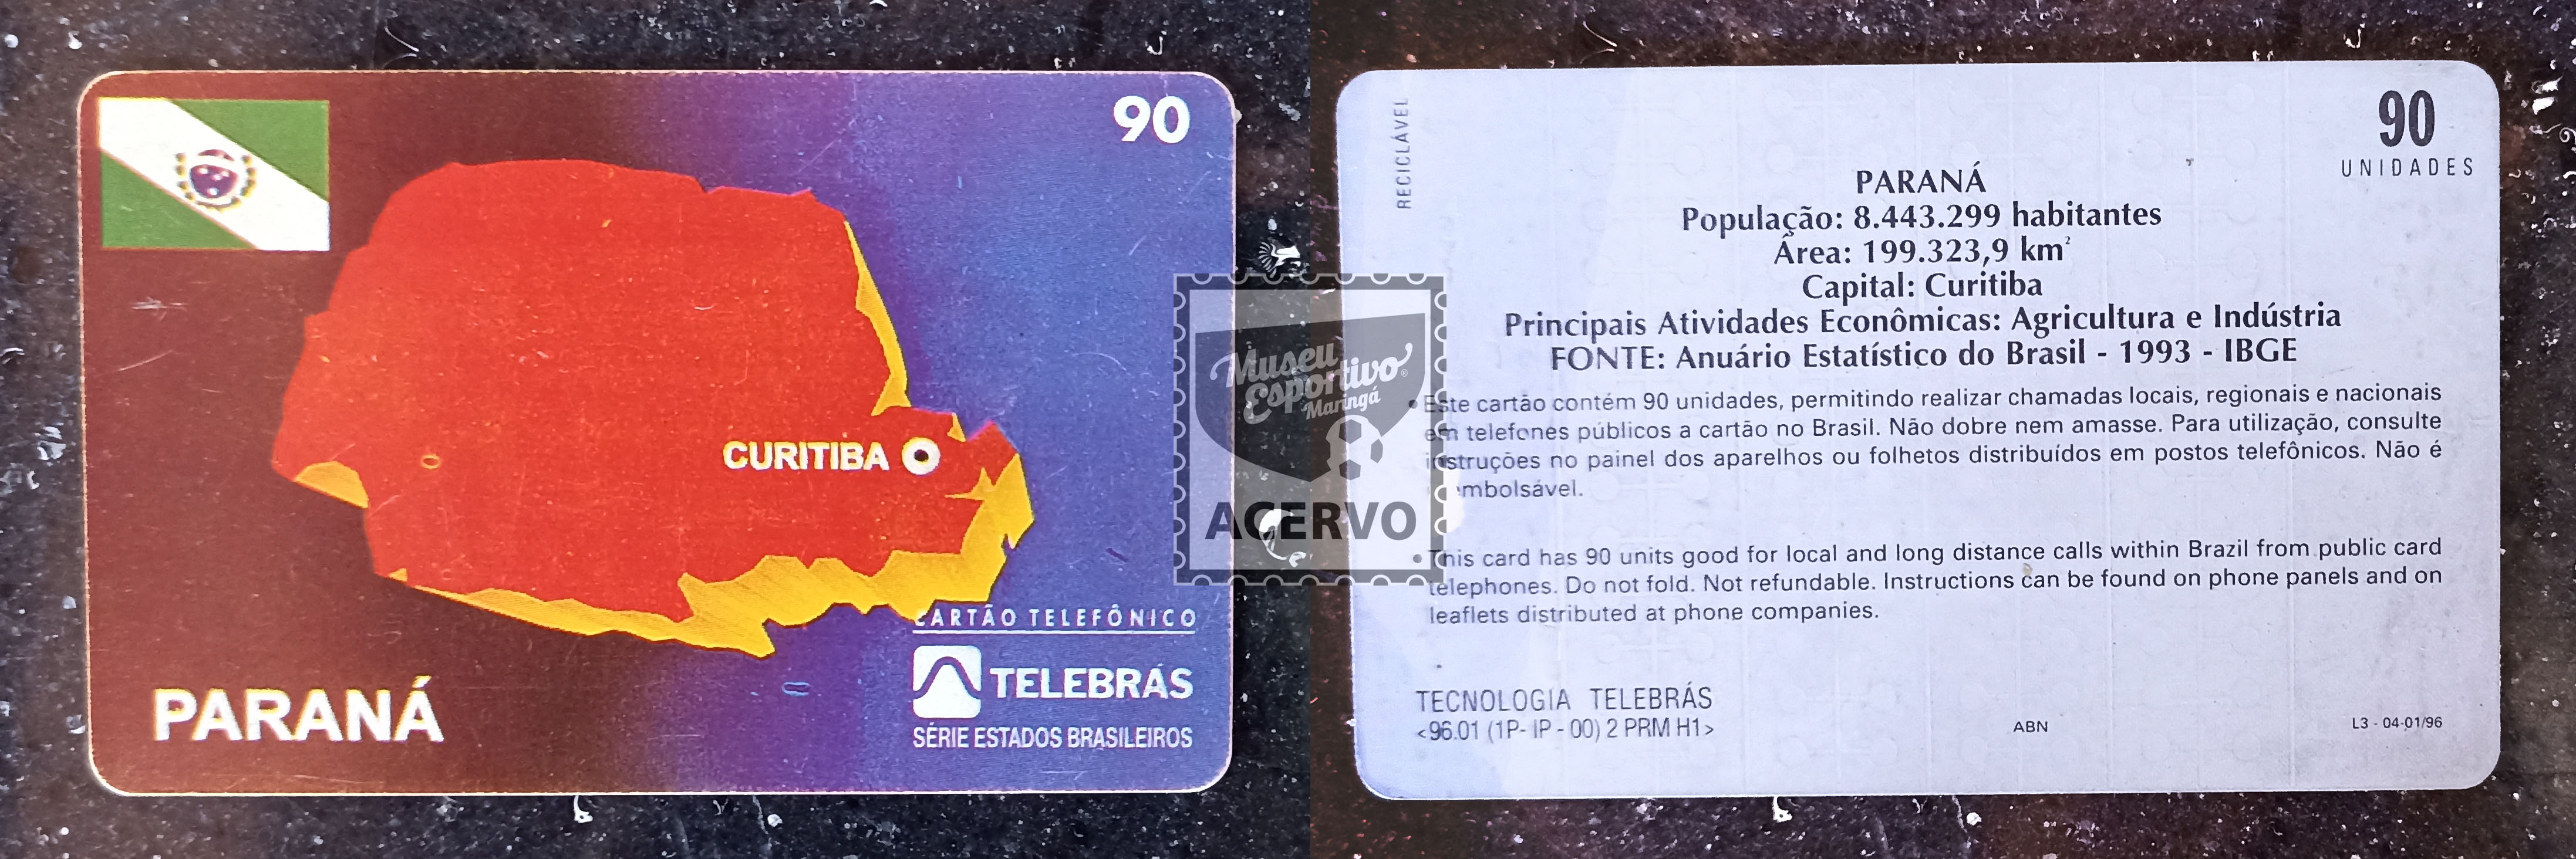 90
CURITIBA
CARTÃO TELEFÔNICO
TELEBRÁS
SÉRIE ESTADOS BRASILEIROS
PARANÁ
Museu
Esportivo®
Maringá
ACERVO
RECICLÁVEL
90
UNIDADES
PARANÁ
População: 8.443.299 habitantes
Área: 199.323,9 km²
Capital: Curitiba
Principais Atividades Econômicas: Agricultura e Indústria
FONTE: Anuário Estatístico do Brasil - 1993 - IBGE
• Este cartão contém 90 unidades, permitindo realizar chamadas locais, regionais e nacionais
em telefones públicos a cartão no Brasil. Não dobre nem amasse. Para utilização, consulte
instruções no painel dos aparelhos ou folhetos distribuídos em postos telefônicos. Não é
mbolsável.
• This card has 90 units good for local and long distance calls within Brazil from public card
telephones. Do not fold. Not refundable. Instructions can be found on phone panels and on
leaflets distributed at phone companies.
TECNOLOGIA TELEBRÁS
<96.01 (1P- IP - 00) 2 PRM H1>
ABN
L3 - 04-01/96